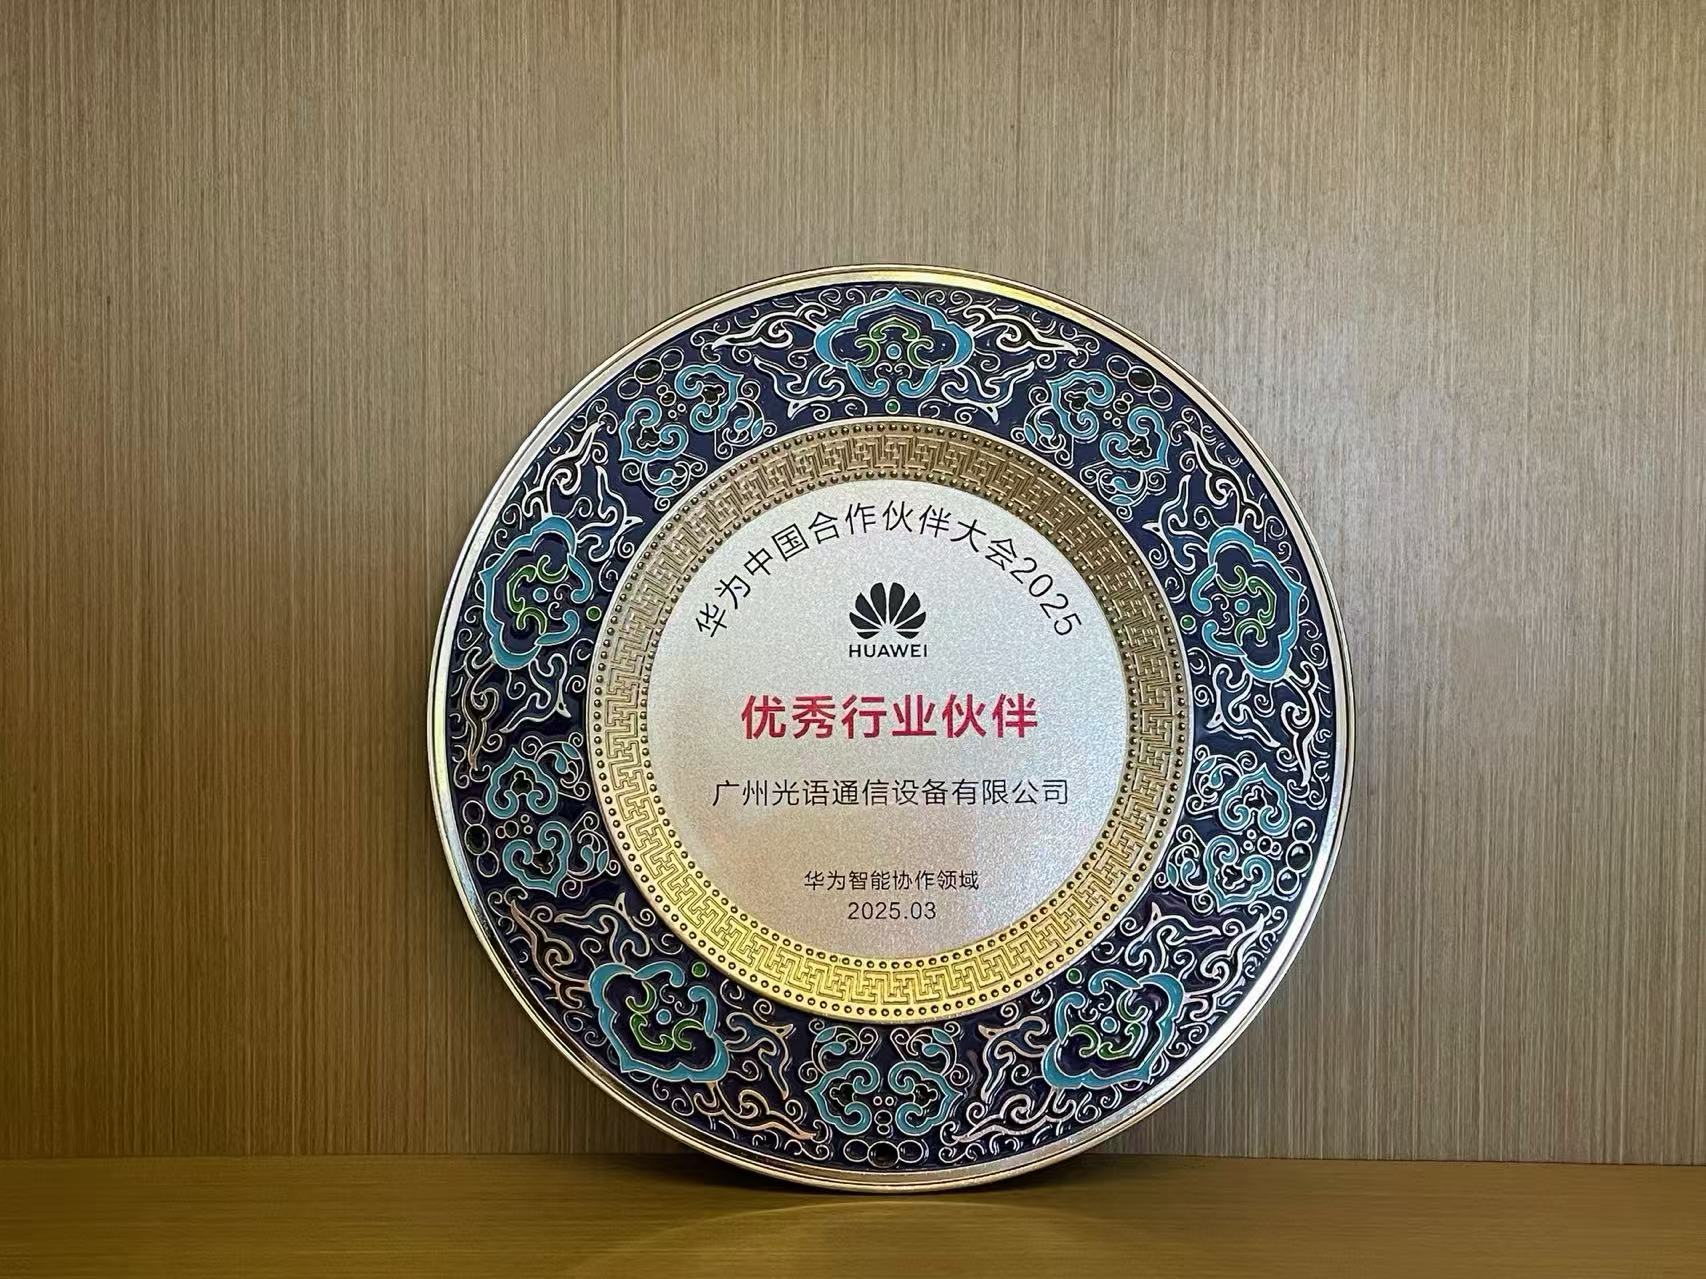 华为中国合作伙伴大会2025
HUAWEI
优秀行业伙伴
广州光语通信设备有限公司
华为智能协作领域
2025.03